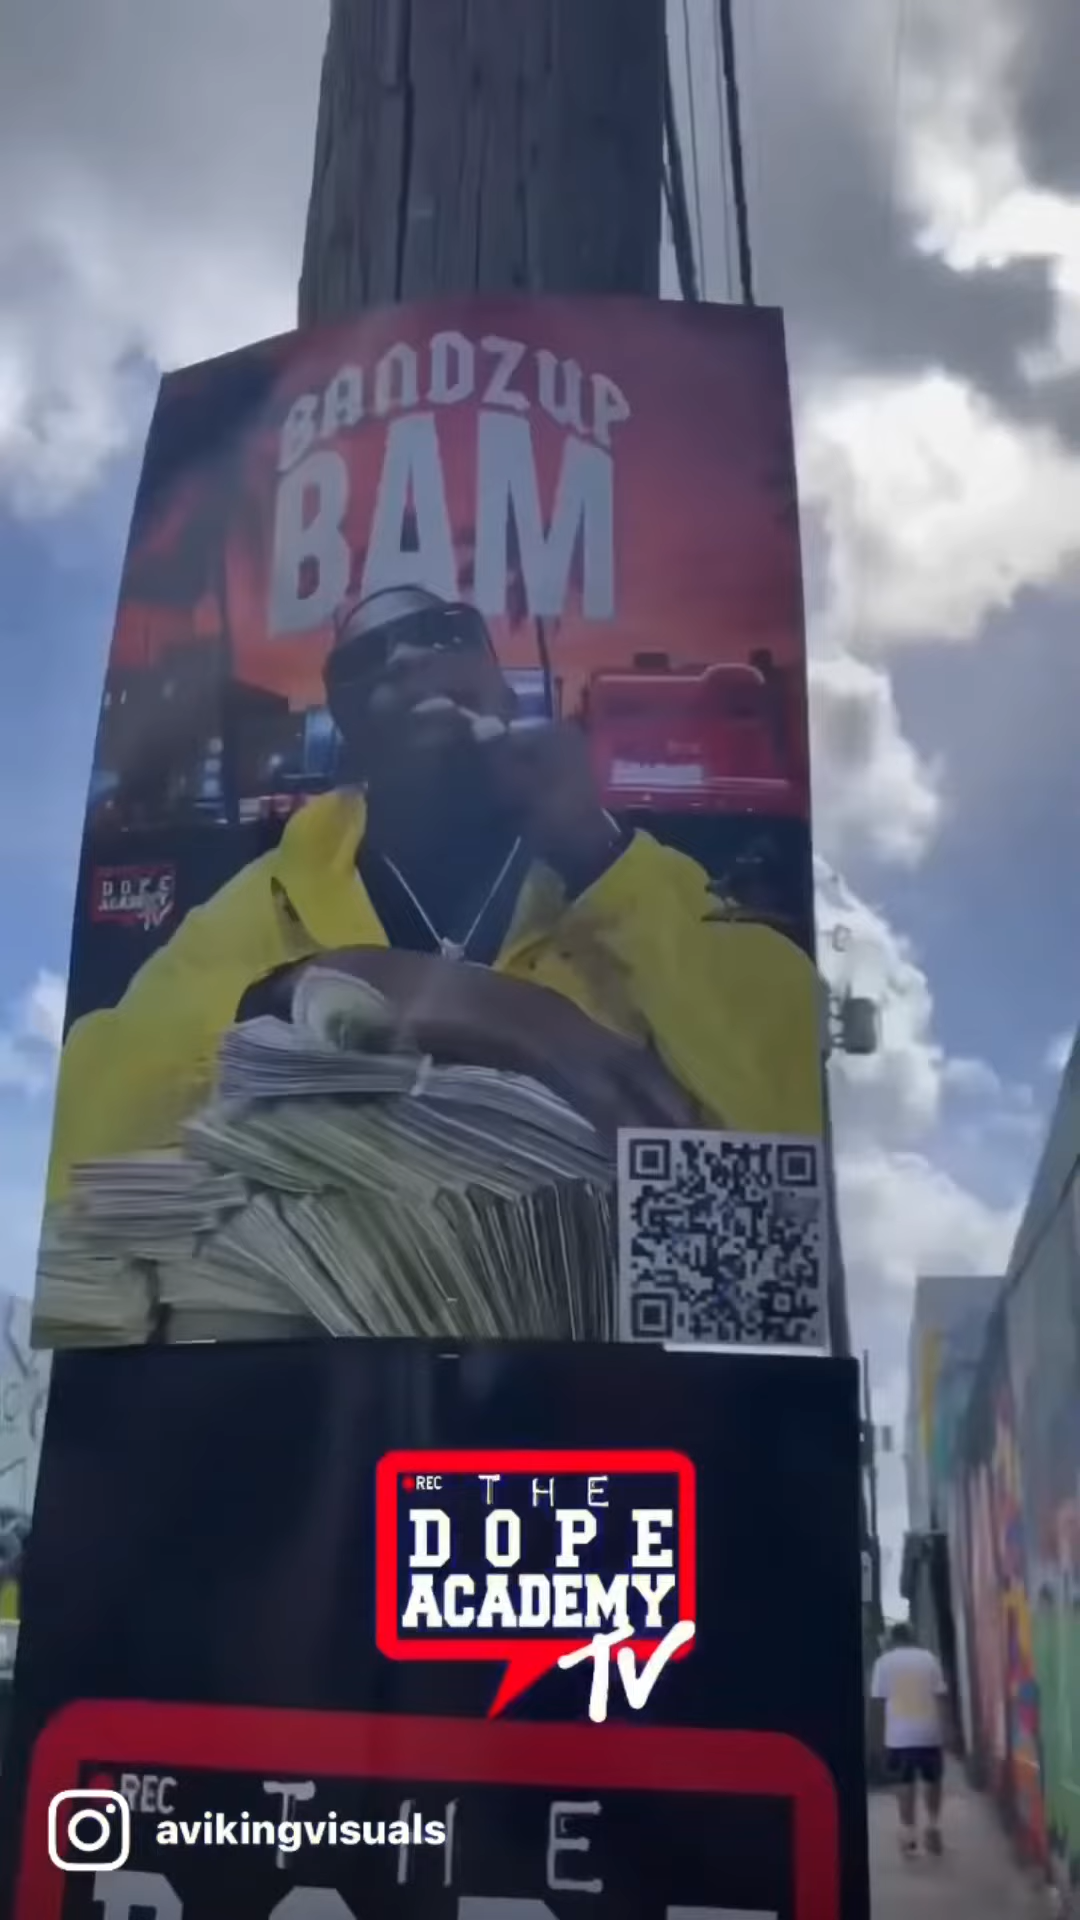 BANDZUP
BAM
DOPE
ACADEMY
TV
REC THE
DOPE
ACADEMY
TV
REC THE
avikingvisuals